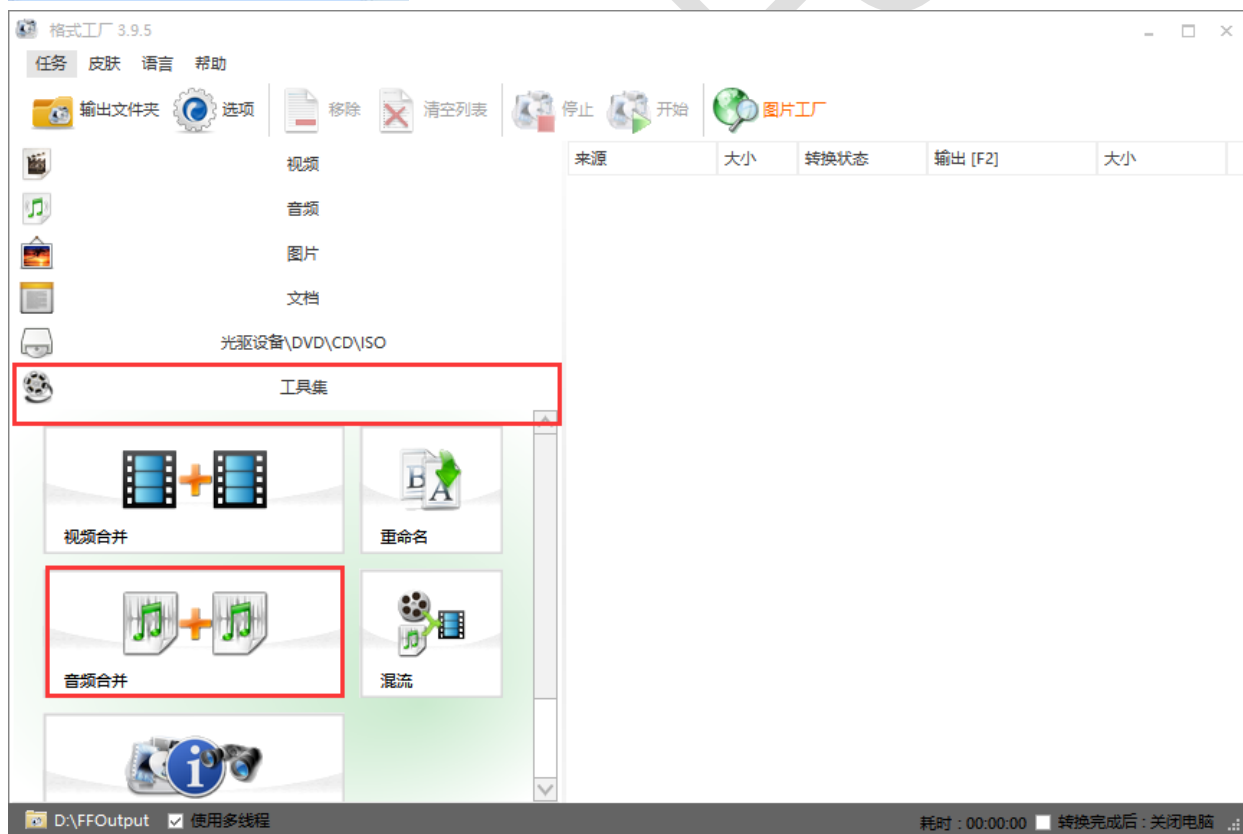 格式工厂 3.9.5
任务 皮肤 语言 帮助
输出文件夹 选项 移除 清空列表 停止 开始 图片工厂
视频
音频
图片
文档
光驱设备\DVD\CD\ISO
工具集
视频合并 重命名
音频合并 混流
来源 大小 转换状态 输出 [F2] 大小
D:\FFOutput 使用多线程 耗时 : 00:00:00 转换完成后 : 关闭电脑